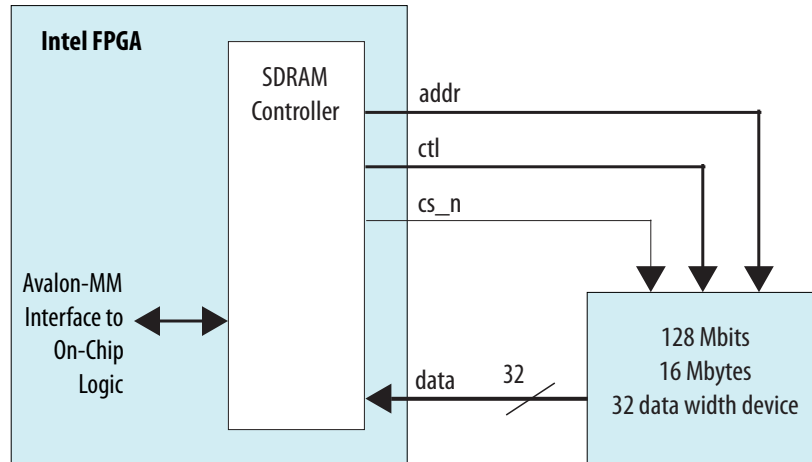 Intel FPGA
SDRAM
Controller
addr
ctl
cs_n
Avalon-MM
Interface to
On-Chip
Logic
data
32
128 Mbits
16 Mbytes
32 data width device